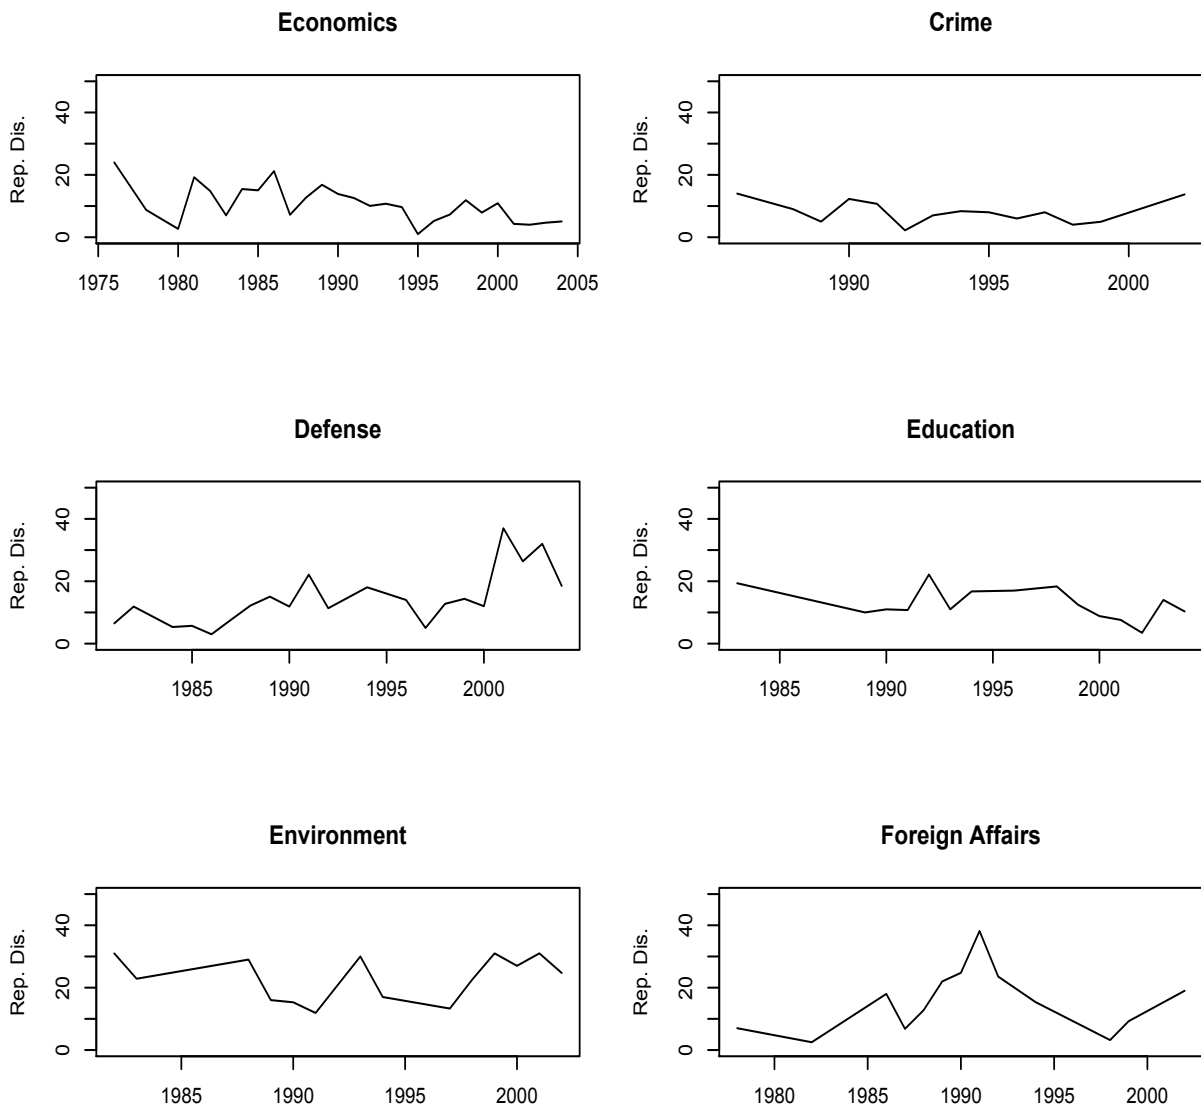 Economics
Rep. Dis.
0 20 40
1975 1980 1985 1990 1995 2000 2005
Crime
Rep. Dis.
0 20 40
1990 1995 2000
Defense
Rep. Dis.
0 20 40
1985 1990 1995 2000
Education
Rep. Dis.
0 20 40
1985 1990 1995 2000
Environment
Rep. Dis.
0 20 40
1985 1990 1995 2000
Foreign Affairs
Rep. Dis.
0 20 40
1980 1985 1990 1995 2000